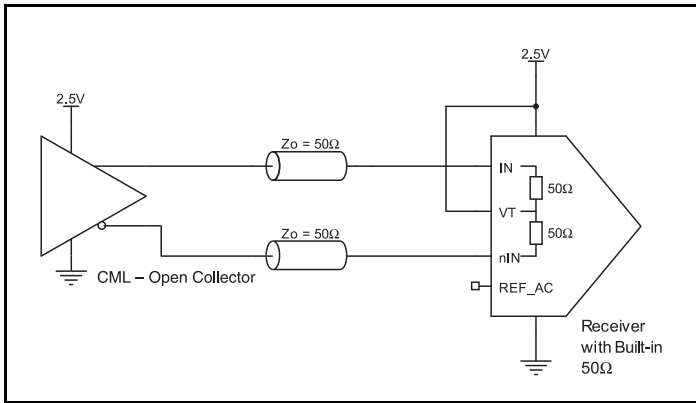 2.5V
2.5V
Zo = 50Ω
IN
50Ω
VT
50Ω
Zo = 50Ω
nIN
CML – Open Collector
REF_AC
Receiver
with Built-in
50Ω